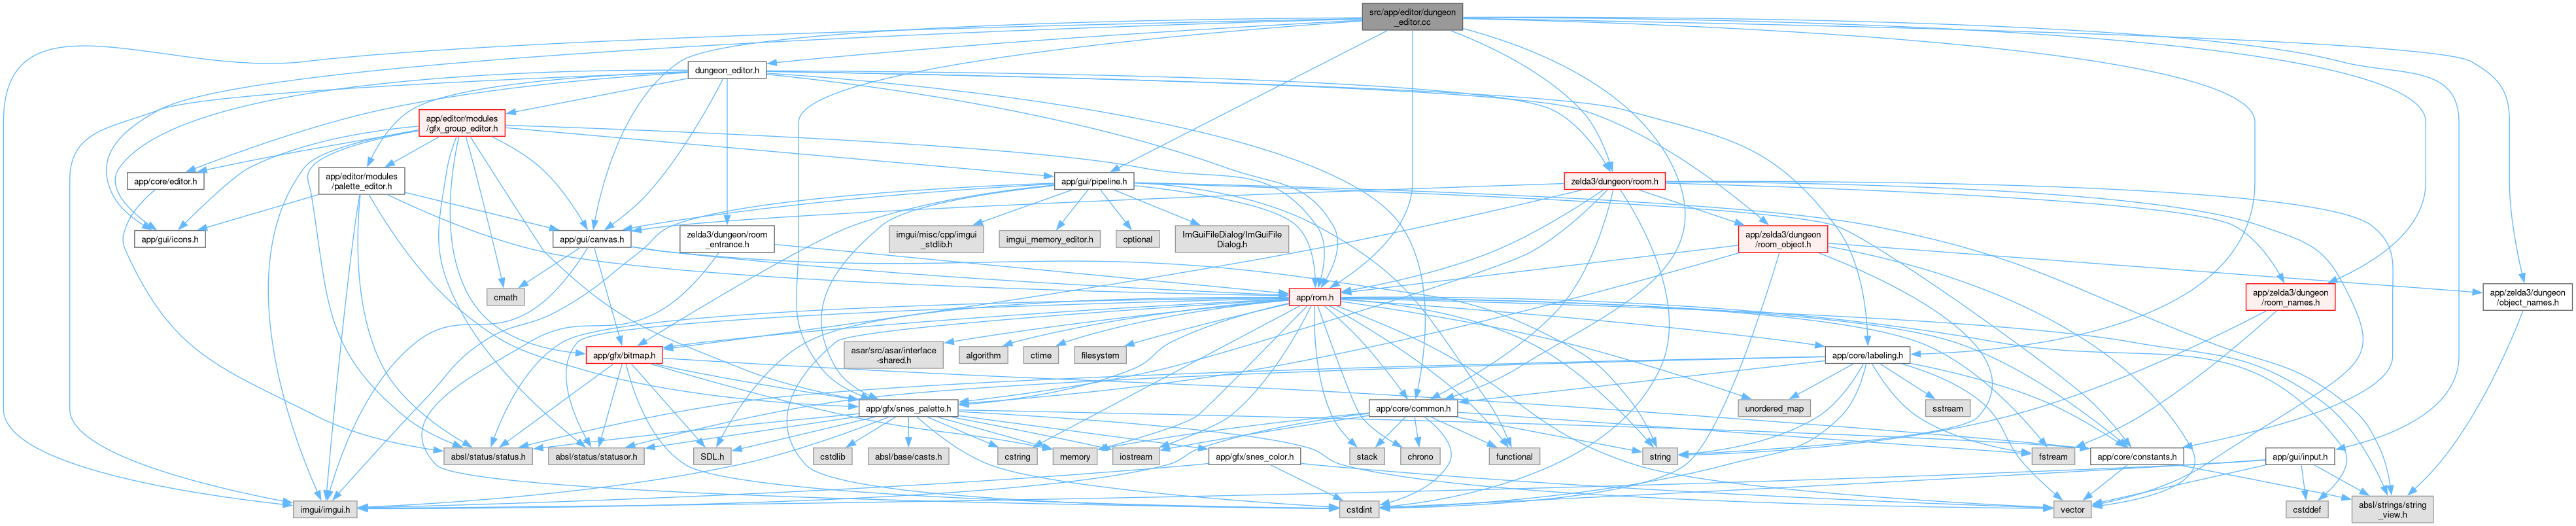 src/app/editor/dungeon
_editor.cc
dungeon_editor.h
app/editor/modules
/gfx_group_editor.h
app/core/editor.h
app/editor/modules
/palette_editor.h
app/gui/pipeline.h
zelda3/dungeon/room.h
app/gui/icons.h
app/gui/canvas.h
zelda3/dungeon/room
_entrance.h
imgui/misc/cpp/imgui
_stdlib.h
imgui_memory_editor.h
optional
ImGuiFileDialog/ImGuiFile
Dialog.h
app/zelda3/dungeon
/room_object.h
cmath
app/rom.h
app/zelda3/dungeon
/room_names.h
app/zelda3/dungeon
/object_names.h
app/gfx/bitmap.h
asar/src/asar/interface
-shared.h
algorithm
ctime
filesystem
app/core/labeling.h
app/gfx/snes_palette.h
app/core/common.h
unordered_map
sstream
absl/status/status.h
absl/status/statusor.h
SDL.h
cstdlib
absl/base/casts.h
cstring
memory
iostream
app/gfx/snes_color.h
stack
chrono
functional
string
fstream
app/core/constants.h
app/gui/input.h
imgui/imgui.h
cstdint
vector
cstddef
absl/strings/string
_view.h